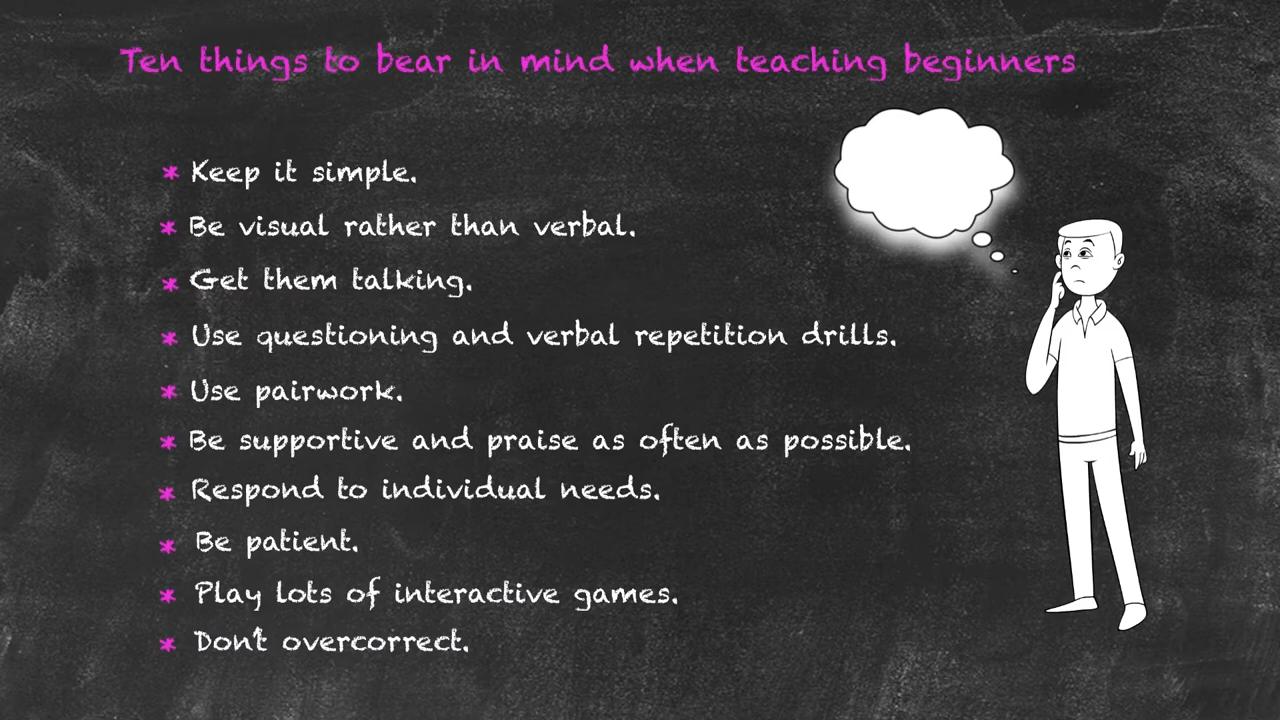 Ten things to bear in mind when teaching beginners
* Keep it simple.
* Be visual rather than verbal.
* Get them talking.
* Use questioning and verbal repetition drills.
* Use pairwork.
* Be supportive and praise as often as possible.
* Respond to individual needs.
* Be patient.
* Play lots of interactive games.
* Don't overcorrect.